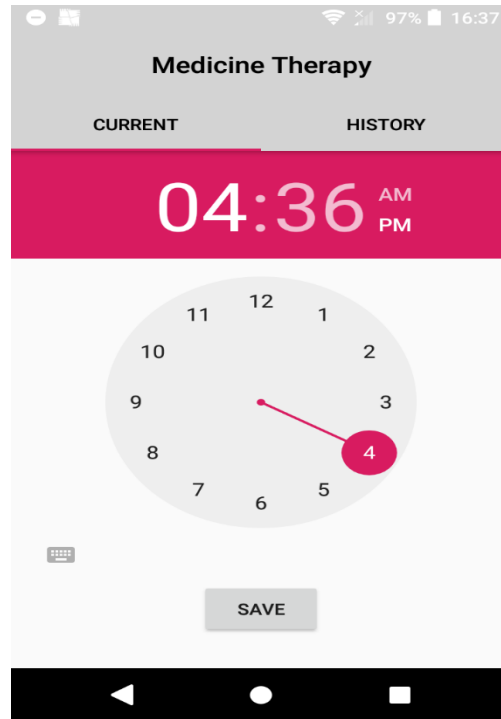 97% 16:37
Medicine Therapy
CURRENT HISTORY
04:36 AM
PM
12
11 1
10 2
9 3
8 4
7 5
6
SAVE